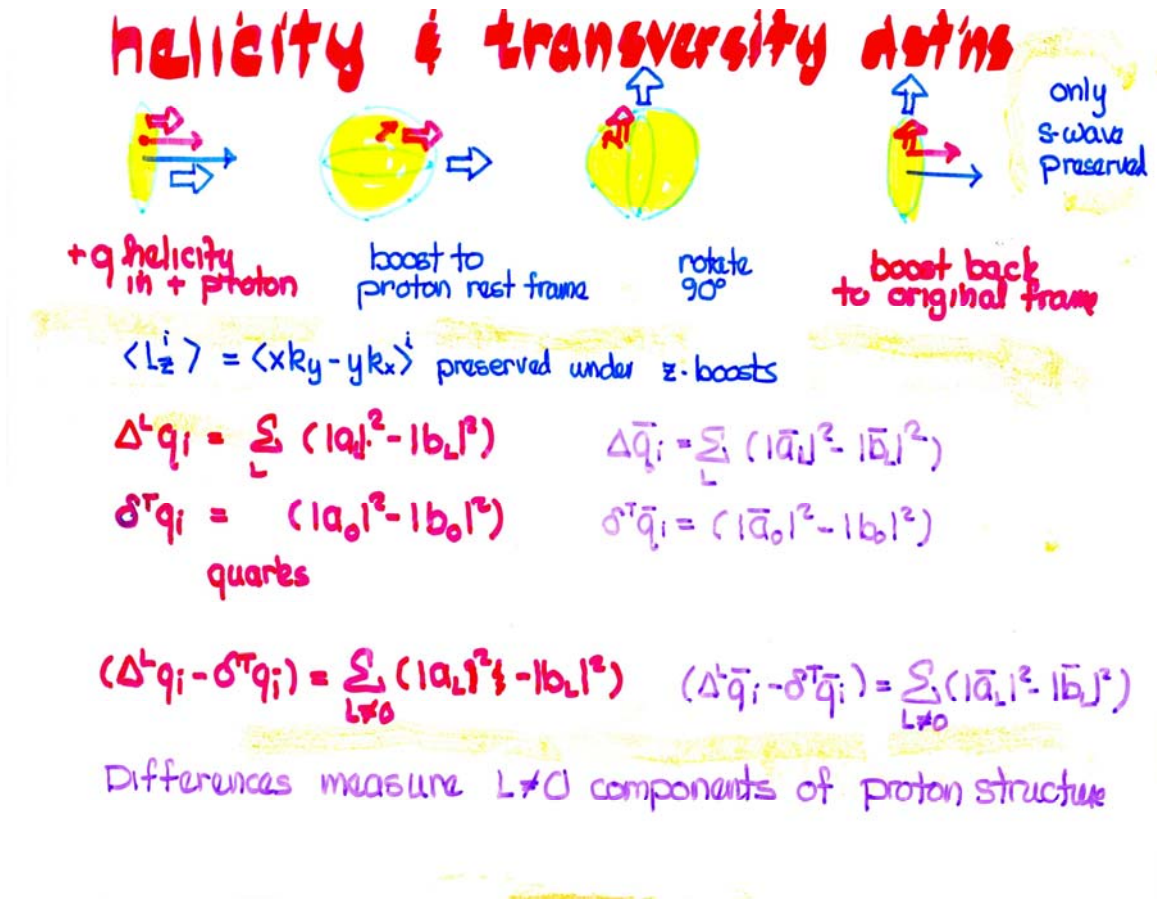 helicity & transversity dst'ns
only
s-wave
preserved
+ q helicity
in + proton
boost to
proton rest frame
rotate
90°
boost back
to original frame
<L_z^i> = <xk_y - yk_x>^i preserved under z-boosts
Δ^L q_i = Σ_L (|a_L|^2 - |b_L|^2)
Δq̄_i = Σ_L (|ā_L|^2 - |b̄_L|^2)
δ^T q_i = (|a_0|^2 - |b_0|^2)
δ^T q̄_i = (|ā_0|^2 - |b_0|^2)
quarks
(Δ^L q_i - δ^T q_i) = Σ_{L≠0} (|a_L|^2} - |b_L|^2)
(Δ^L q̄_i - δ^T q̄_i) = Σ_{L≠0} (|ā_L|^2 - |b̄_L|^2)
Differences measure L≠0 components of proton structure